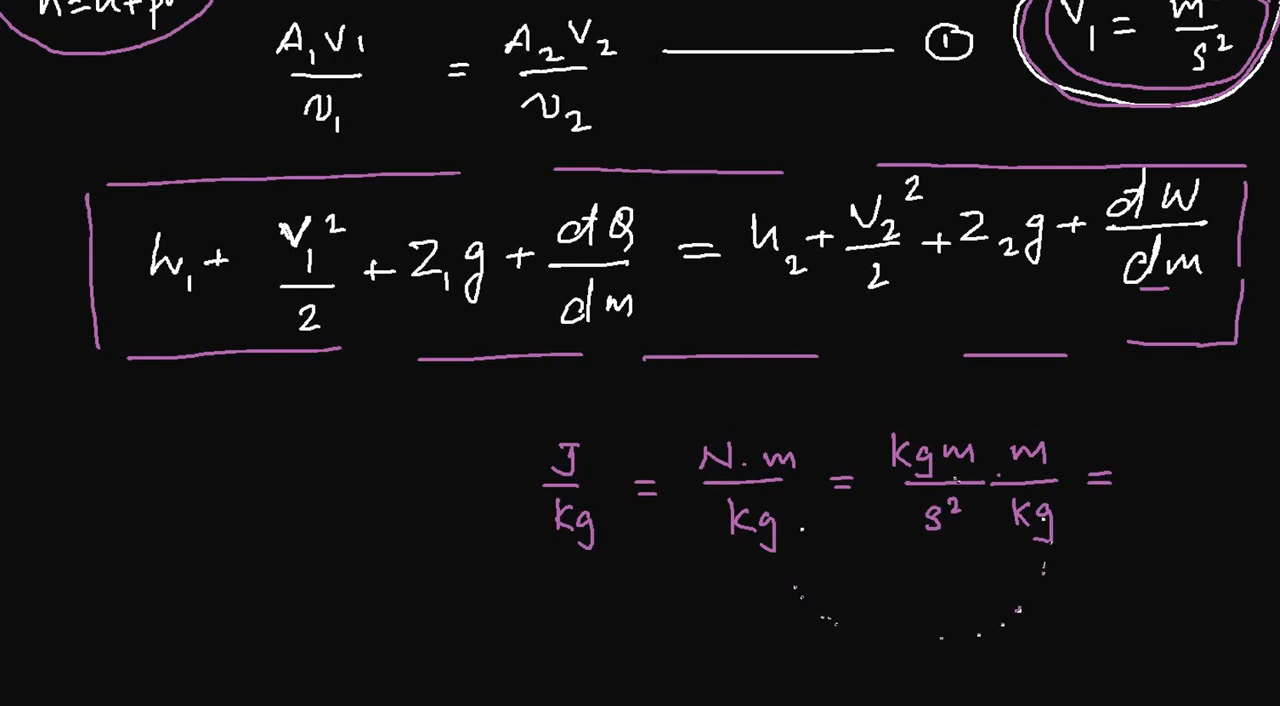 h=u+pv
V₁ = m/s²
A₁V₁/v₁ = A₂V₂/v₂ ——— ①
h₁ + V₁²/2 + Z₁g + dQ/dm = h₂ + V₂²/2 + Z₂g + dW/dm
J/kg = N.m/kg = kgm/s² . m/kg =